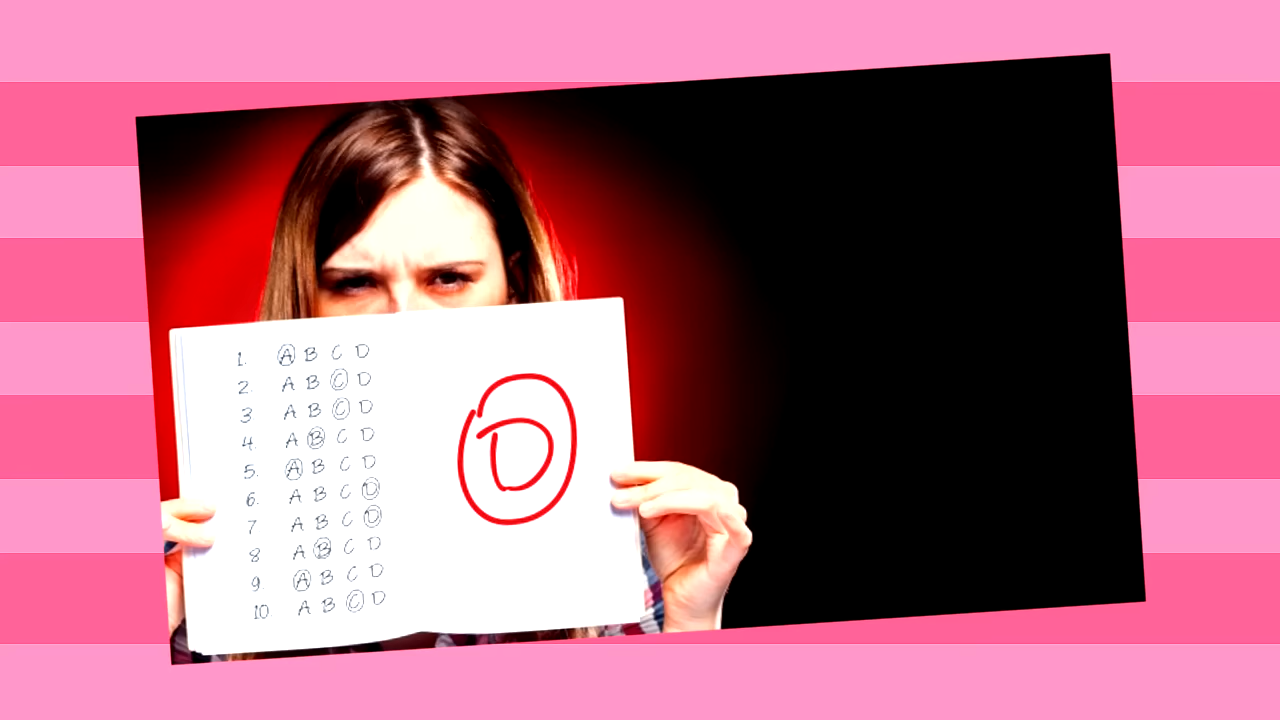 1. A B C D
2. A B C D
3 A B C D
4. A B C D
5. A B C D
6. A B C D
7 A B C D
8 A B C D
9 A B C D
10 A B C D
D